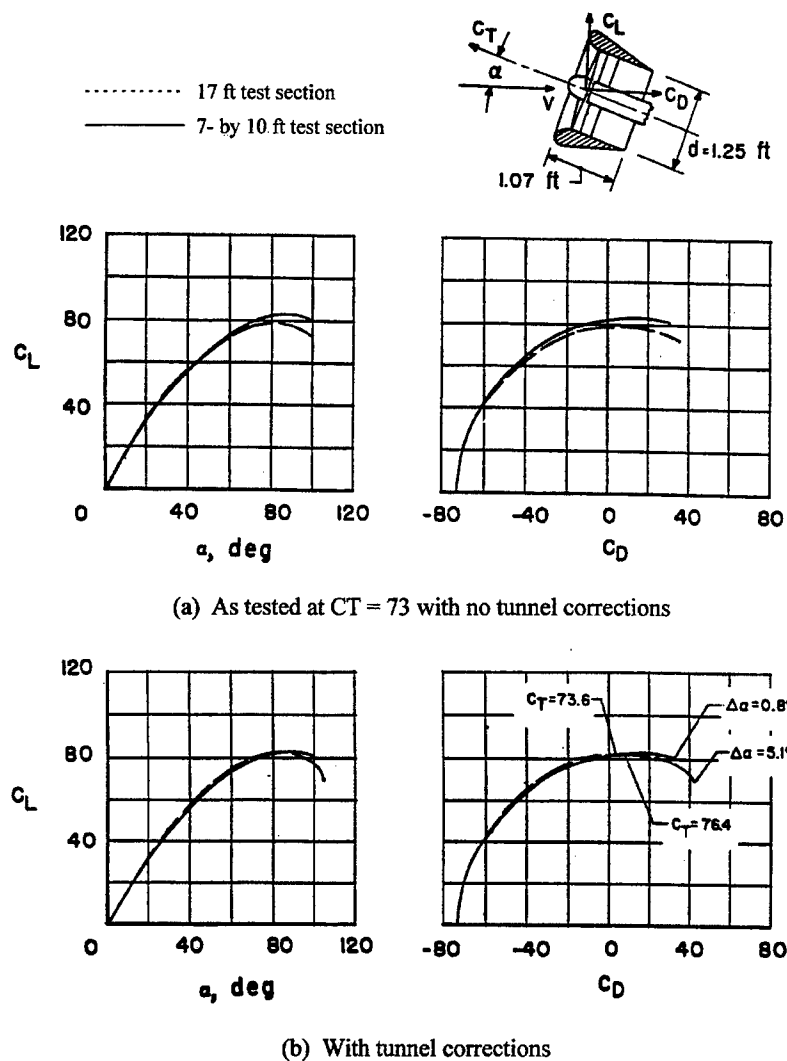 C_T
C_L
α
V
C_D
d=1.25 ft
1.07 ft
17 ft test section
7- by 10 ft test section
120
80
C_L
40
0
40
80
120
α, deg
-80
-40
0
40
80
C_D
(a) As tested at CT = 73 with no tunnel corrections
120
80
C_L
40
0
40
80
120
α, deg
C_T=73.6
Δα=0.8°
Δα=5.1°
C_T=76.4
-80
-40
0
40
80
C_D
(b) With tunnel corrections